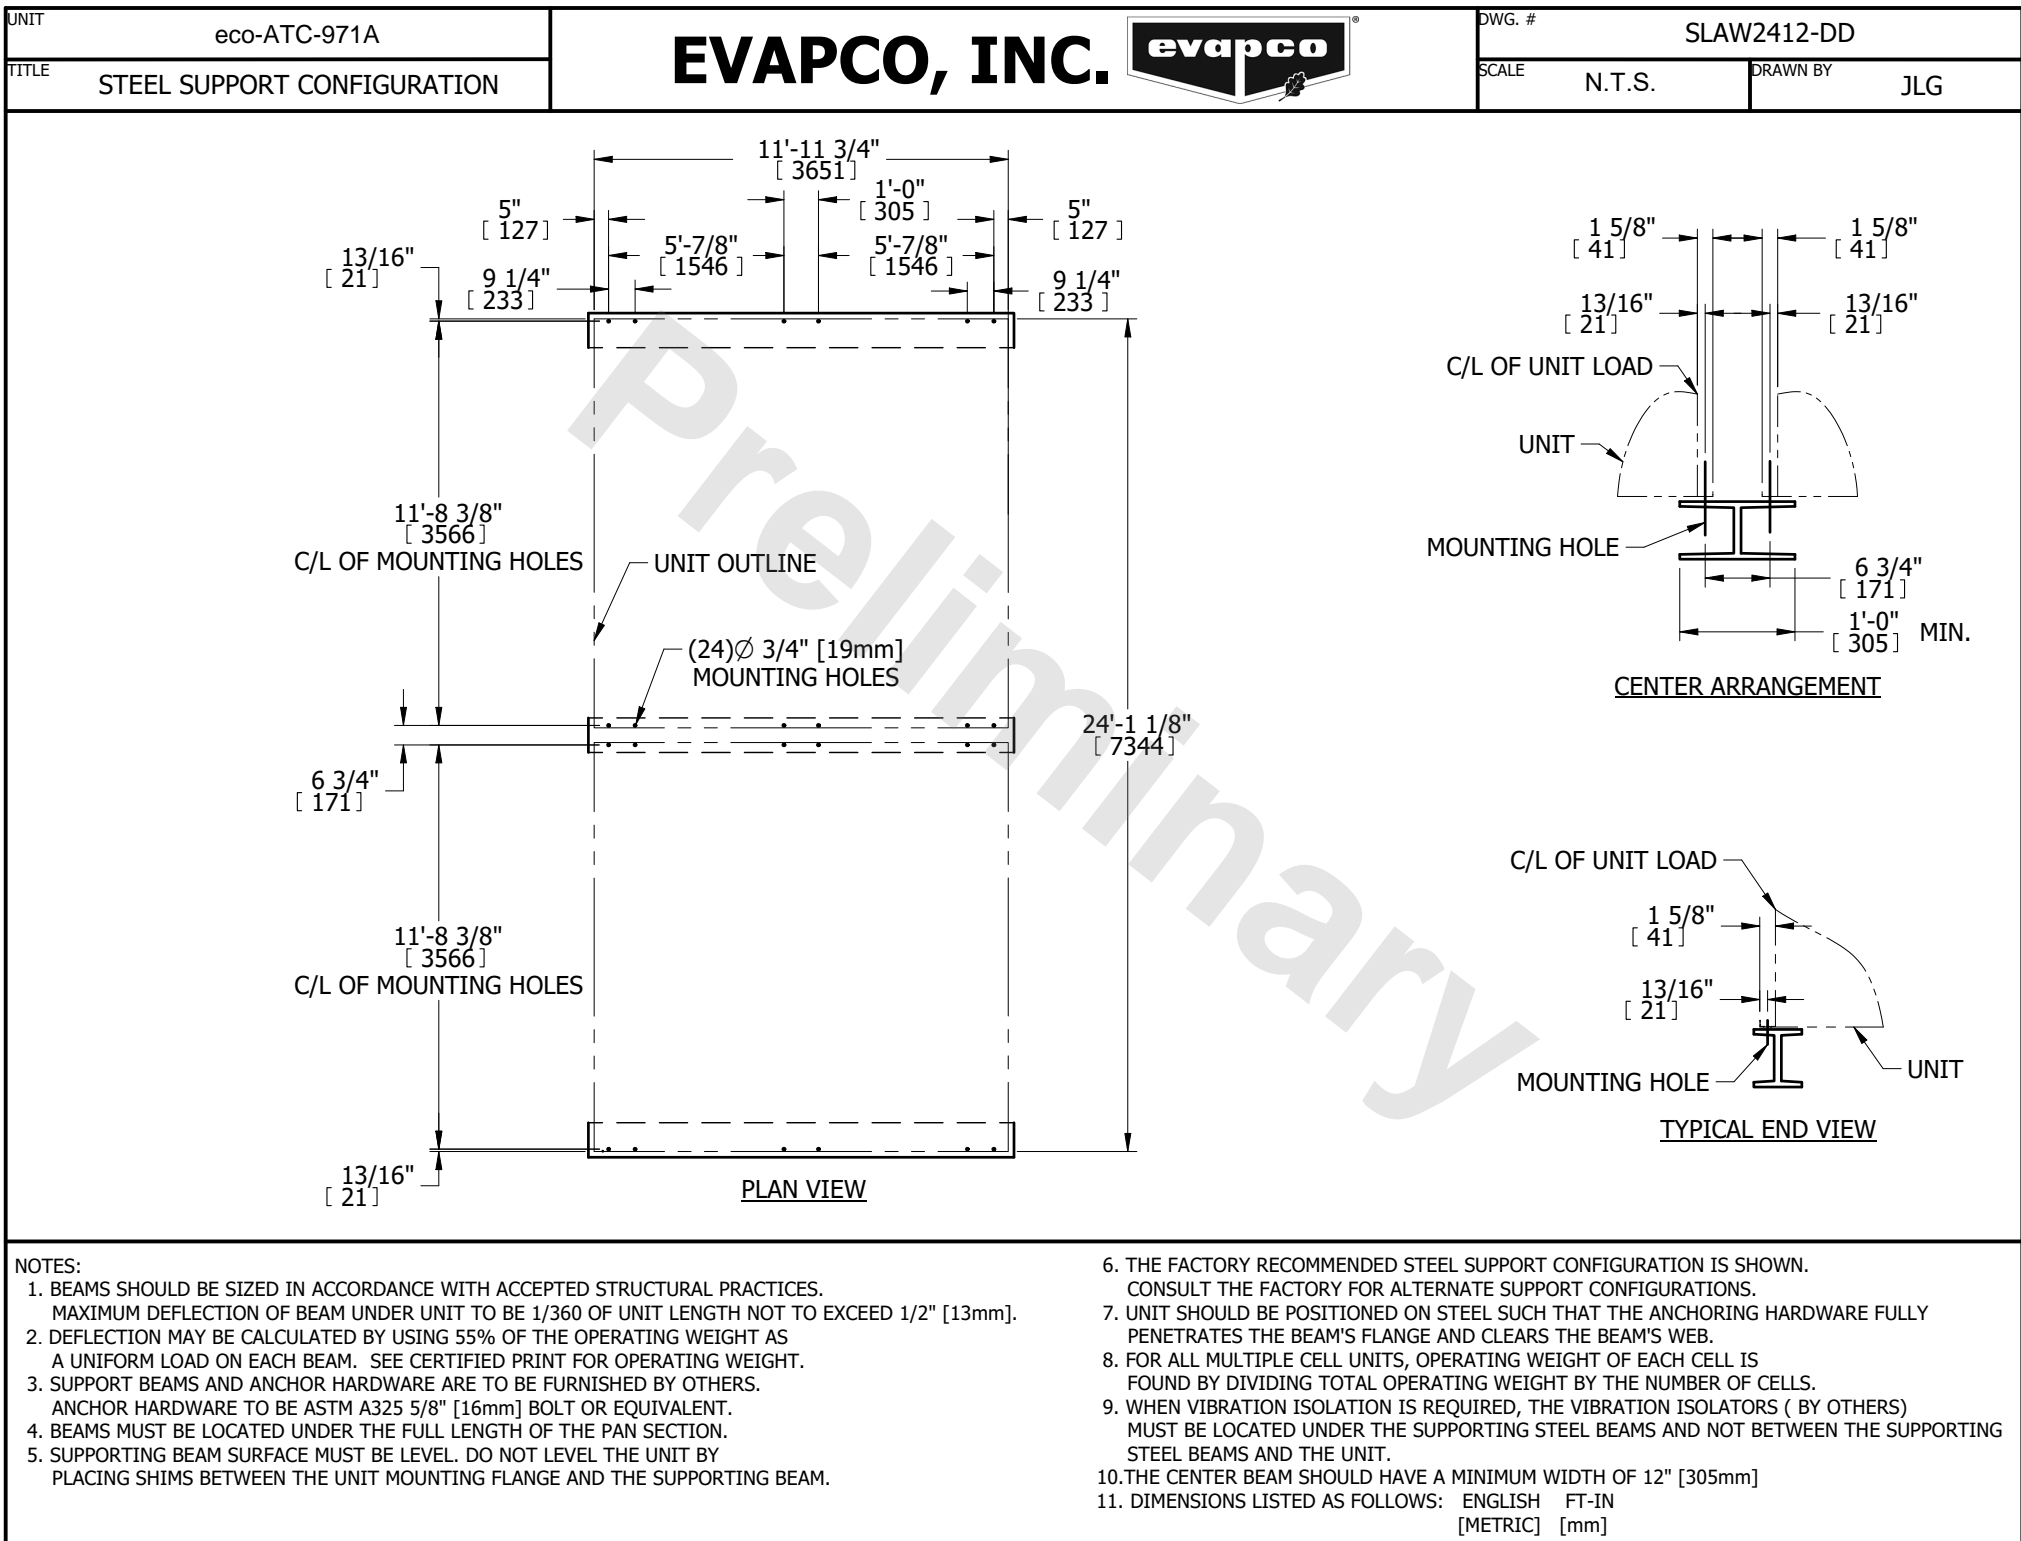 UNIT
eco-ATC-971A
TITLE
STEEL SUPPORT CONFIGURATION
EVAPCO, INC.
evapco
®
DWG. #
SLAW2412-DD
SCALE
N.T.S.
DRAWN BY
JLG
11'-11 3/4"
[ 3651]
1'-0"
[ 305 ]
5"
[ 127]
5"
[ 127 ]
5'-7/8"
[ 1546 ]
5'-7/8"
[ 1546 ]
13/16"
[ 21]
9 1/4"
[ 233]
9 1/4"
[ 233 ]
11'-8 3/8"
[ 3566]
C/L OF MOUNTING HOLES
UNIT OUTLINE
(24)Ø 3/4" [19mm]
MOUNTING HOLES
24'-1 1/8"
[ 7344]
6 3/4"
[ 171]
11'-8 3/8"
[ 3566]
C/L OF MOUNTING HOLES
13/16"
[ 21]
PLAN VIEW
Preliminary
1 5/8"
[ 41]
1 5/8"
[ 41]
13/16"
[ 21]
13/16"
[ 21]
C/L OF UNIT LOAD
UNIT
MOUNTING HOLE
6 3/4"
[ 171]
1'-0"
[ 305] MIN.
CENTER ARRANGEMENT
C/L OF UNIT LOAD
1 5/8"
[ 41]
13/16"
[ 21]
MOUNTING HOLE
UNIT
TYPICAL END VIEW
NOTES:
1. BEAMS SHOULD BE SIZED IN ACCORDANCE WITH ACCEPTED STRUCTURAL PRACTICES.
MAXIMUM DEFLECTION OF BEAM UNDER UNIT TO BE 1/360 OF UNIT LENGTH NOT TO EXCEED 1/2" [13mm].
2. DEFLECTION MAY BE CALCULATED BY USING 55% OF THE OPERATING WEIGHT AS
A UNIFORM LOAD ON EACH BEAM. SEE CERTIFIED PRINT FOR OPERATING WEIGHT.
3. SUPPORT BEAMS AND ANCHOR HARDWARE ARE TO BE FURNISHED BY OTHERS.
ANCHOR HARDWARE TO BE ASTM A325 5/8" [16mm] BOLT OR EQUIVALENT.
4. BEAMS MUST BE LOCATED UNDER THE FULL LENGTH OF THE PAN SECTION.
5. SUPPORTING BEAM SURFACE MUST BE LEVEL. DO NOT LEVEL THE UNIT BY
PLACING SHIMS BETWEEN THE UNIT MOUNTING FLANGE AND THE SUPPORTING BEAM.
6. THE FACTORY RECOMMENDED STEEL SUPPORT CONFIGURATION IS SHOWN.
CONSULT THE FACTORY FOR ALTERNATE SUPPORT CONFIGURATIONS.
7. UNIT SHOULD BE POSITIONED ON STEEL SUCH THAT THE ANCHORING HARDWARE FULLY
PENETRATES THE BEAM'S FLANGE AND CLEARS THE BEAM'S WEB.
8. FOR ALL MULTIPLE CELL UNITS, OPERATING WEIGHT OF EACH CELL IS
FOUND BY DIVIDING TOTAL OPERATING WEIGHT BY THE NUMBER OF CELLS.
9. WHEN VIBRATION ISOLATION IS REQUIRED, THE VIBRATION ISOLATORS ( BY OTHERS)
MUST BE LOCATED UNDER THE SUPPORTING STEEL BEAMS AND NOT BETWEEN THE SUPPORTING
STEEL BEAMS AND THE UNIT.
10.THE CENTER BEAM SHOULD HAVE A MINIMUM WIDTH OF 12" [305mm]
11. DIMENSIONS LISTED AS FOLLOWS: ENGLISH FT-IN
[METRIC] [mm]